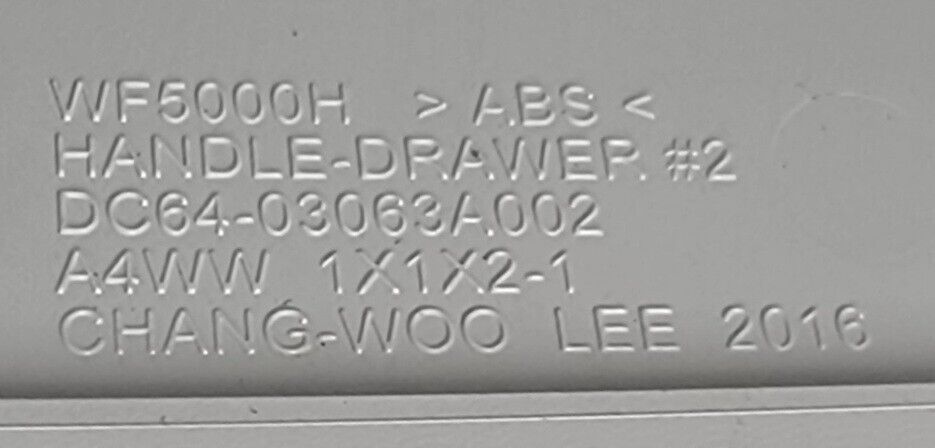 WF5000H > ABS <
HANDLE-DRAWER #2
DC64-03063A002
A4WW 1X1X2-1
CHANG-WOO LEE 2016